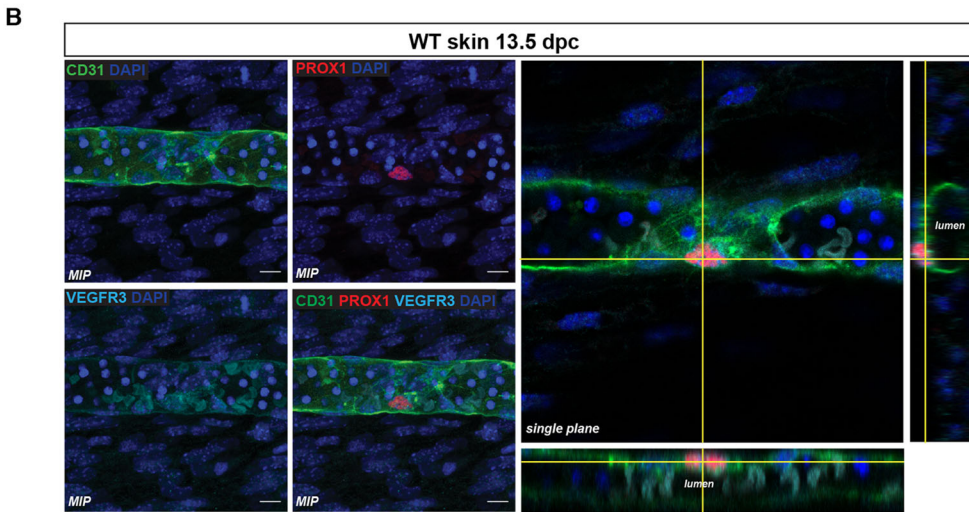 B
WT skin 13.5 dpc
CD31 DAPI
MIP
PROX1 DAPI
MIP
VEGFR3 DAPI
MIP
CD31 PROX1 VEGFR3 DAPI
MIP
single plane
lumen
lumen